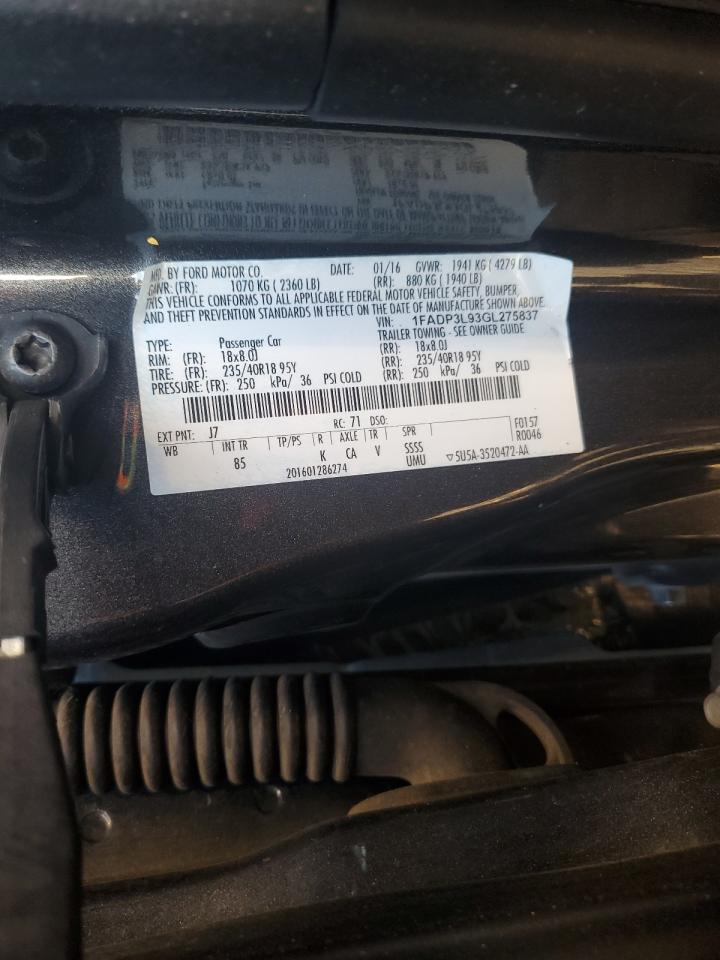 MFD. BY FORD MOTOR CO. DATE: 01/16 GVWR: 1941 KG ( 4279 LB)
GAWR: (FR): 1070 KG ( 2360 LB) (RR): 880 KG ( 1940 LB)
THIS VEHICLE CONFORMS TO ALL APPLICABLE FEDERAL MOTOR VEHICLE SAFETY, BUMPER,
AND THEFT PREVENTION STANDARDS IN EFFECT ON THE DATE OF MANUFACTURE SHOWN ABOVE.
VIN: 1FADP3L93GL275837
TYPE: Passenger Car TRAILER TOWING - SEE OWNER GUIDE
RIM: (FR): 18x8.0J (RR): 18x8.0J
TIRE: (FR): 235/40R18 95Y (RR): 235/40R18 95Y
PRESSURE: (FR): 250 kPa/ 36 PSI COLD (RR): 250 kPa/ 36 PSI COLD
EXT PNT: J7 RC: 71 DSO: F0157
WB INT TR TP/PS R AXLE TR SPR R0046
85 K CA V SSSS
201601286274 UMU ▽5U5A-3520472-AA